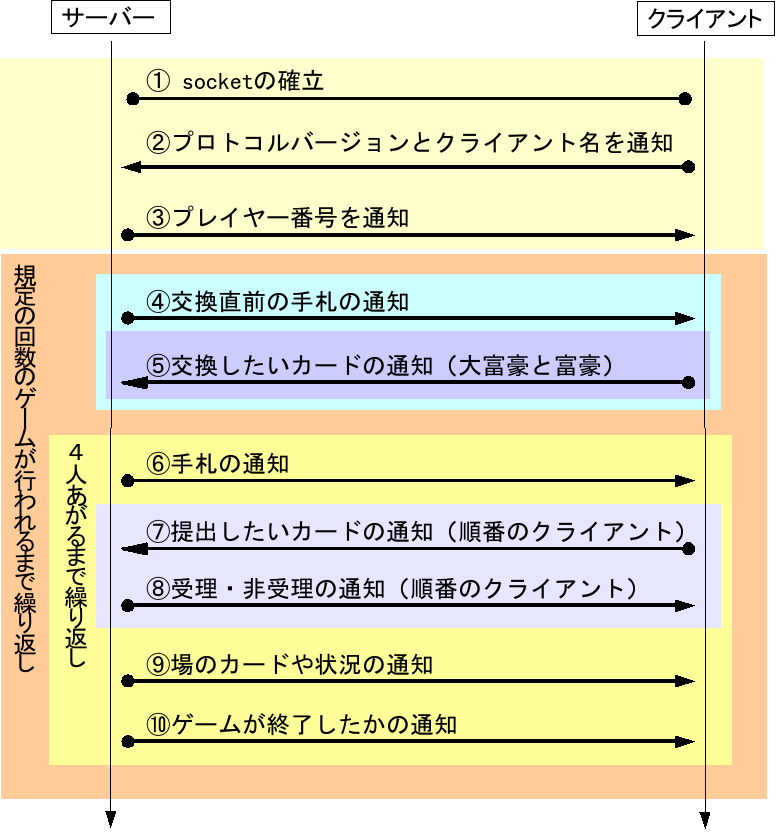 サーバー
クライアント
① socketの確立
②プロトコルバージョンとクライアント名を通知
③プレイヤー番号を通知
規定の回数のゲームが行われるまで繰り返し
④交換直前の手札の通知
⑤交換したいカードの通知（大富豪と富豪）
４人あがるまで繰り返し
⑥手札の通知
⑦提出したいカードの通知（順番のクライアント）
⑧受理・非受理の通知（順番のクライアント）
⑨場のカードや状況の通知
⑩ゲームが終了したかの通知